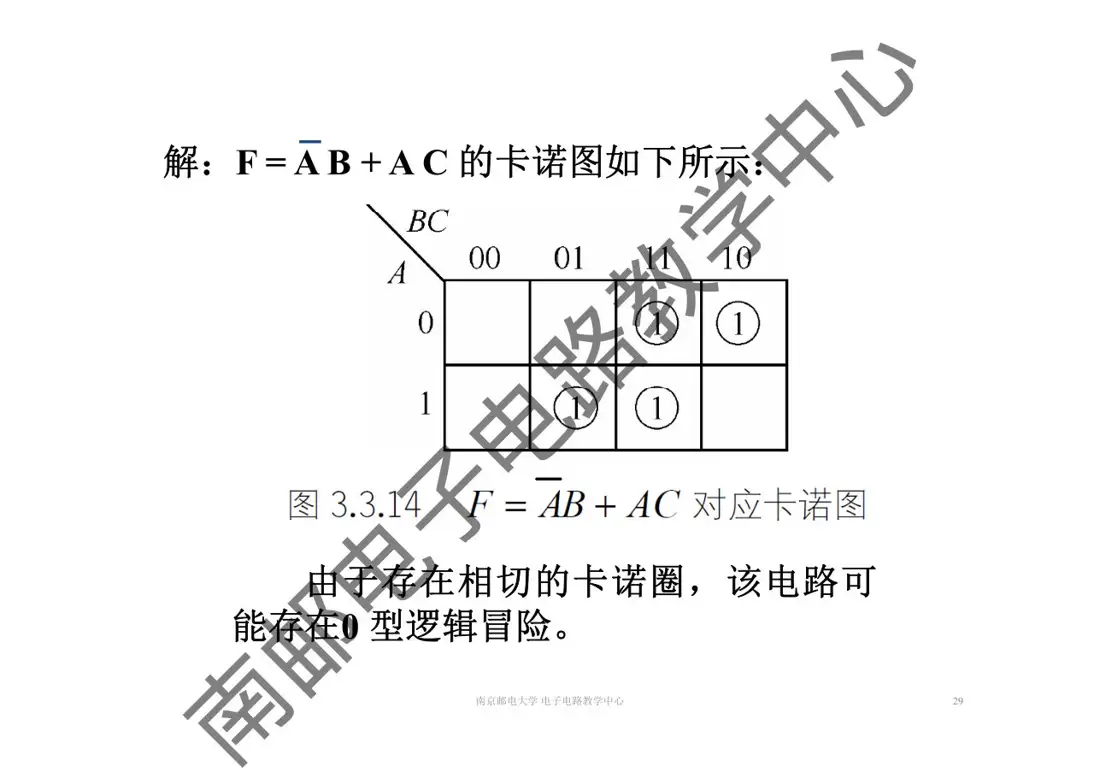 解：F = A̅ B + A C 的卡诺图如下所示：
BC
A
00 01 11 10
0 1 1
1 1 1
图 3.3.14 F = A̅B + AC 对应卡诺图
由于存在相切的卡诺圈，该电路可
能存在0 型逻辑冒险。
南邮电子电路教学中心
南京邮电大学 电子电路教学中心 29